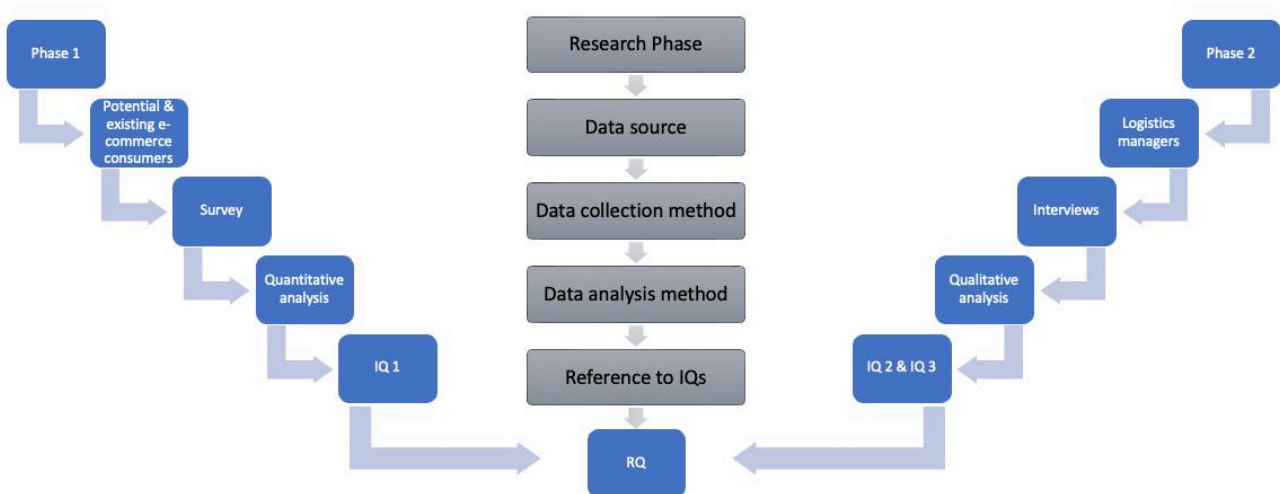 Phase 1
Research Phase
Phase 2
Potential &
existing e-
commerce
consumers
Data source
Logistics
managers
Survey
Data collection method
Interviews
Quantitative
analysis
Data analysis method
Qualitative
analysis
IQ 1
Reference to IQs
IQ 2 & IQ 3
RQ